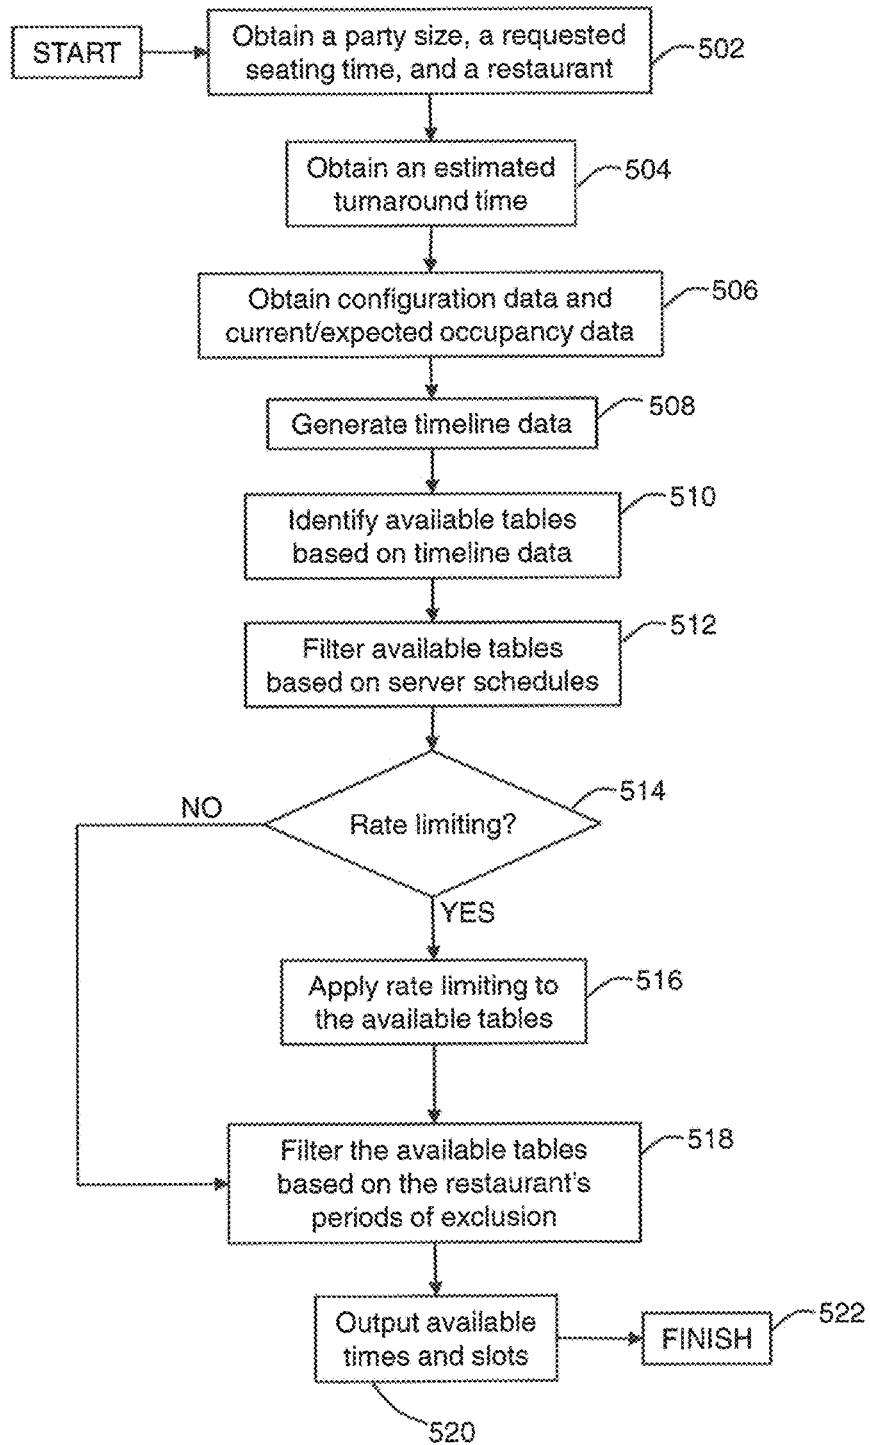 START
Obtain a party size, a requested
seating time, and a restaurant
502
Obtain an estimated
turnaround time
504
Obtain configuration data and
current/expected occupancy data
506
Generate timeline data
508
Identify available tables
based on timeline data
510
Filter available tables
based on server schedules
512
Rate limiting?
514
NO
YES
Apply rate limiting to
the available tables
516
Filter the available tables
based on the restaurant's
periods of exclusion
518
Output available
times and slots
520
FINISH
522